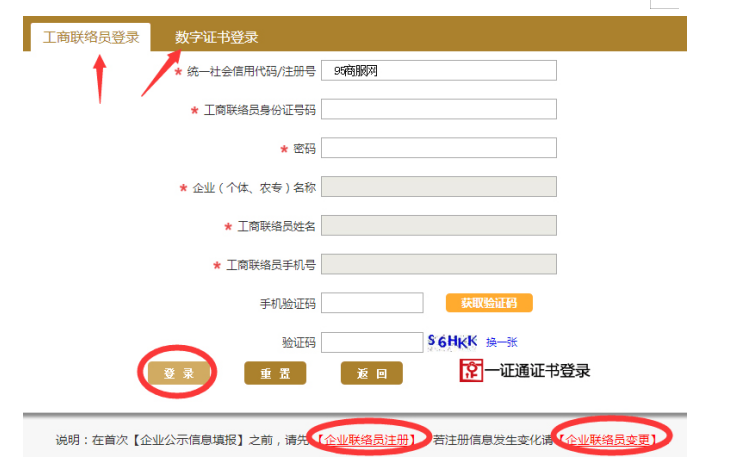 工商联络员登录 数字证书登录
* 统一社会信用代码/注册号 95商服网
* 工商联络员身份证号码
* 密码
* 企业（个体、农专）名称
* 工商联络员姓名
* 工商联络员手机号
手机验证码 获取验证码
验证码 S6HKK 换一张
登 录 重 置 返 回 证 一证通证书登录
说明：在首次【企业公示信息填报】之前，请先【企业联络员注册】，若注册信息发生变化请【企业联络员变更】